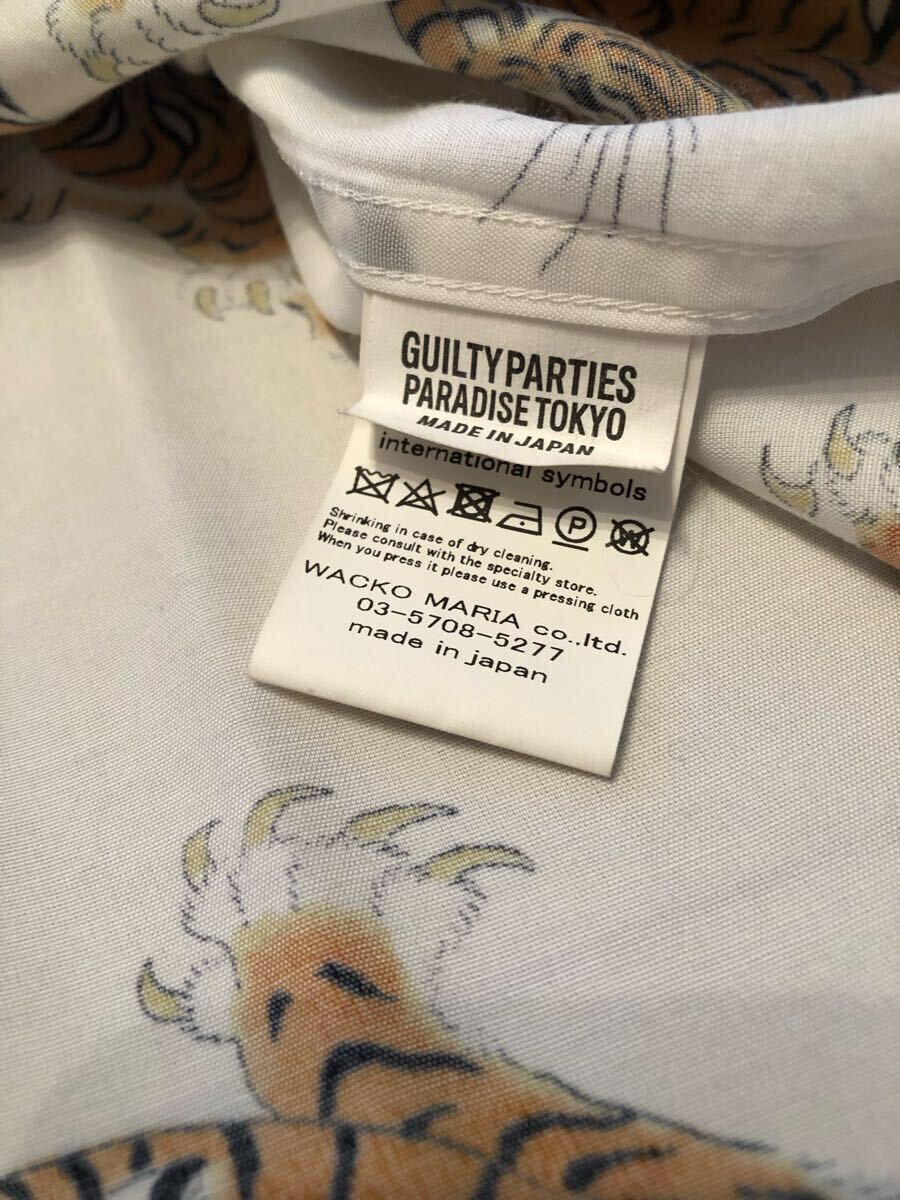 GUILTY PARTIES
PARADISE TOKYO
MADE IN JAPAN
international symbols
P W
Shrinking in case of dry cleaning.
Please consult with the specialty store.
When you press it please use a pressing cloth
WACKO MARIA co.,ltd.
03-5708-5277
made in japan